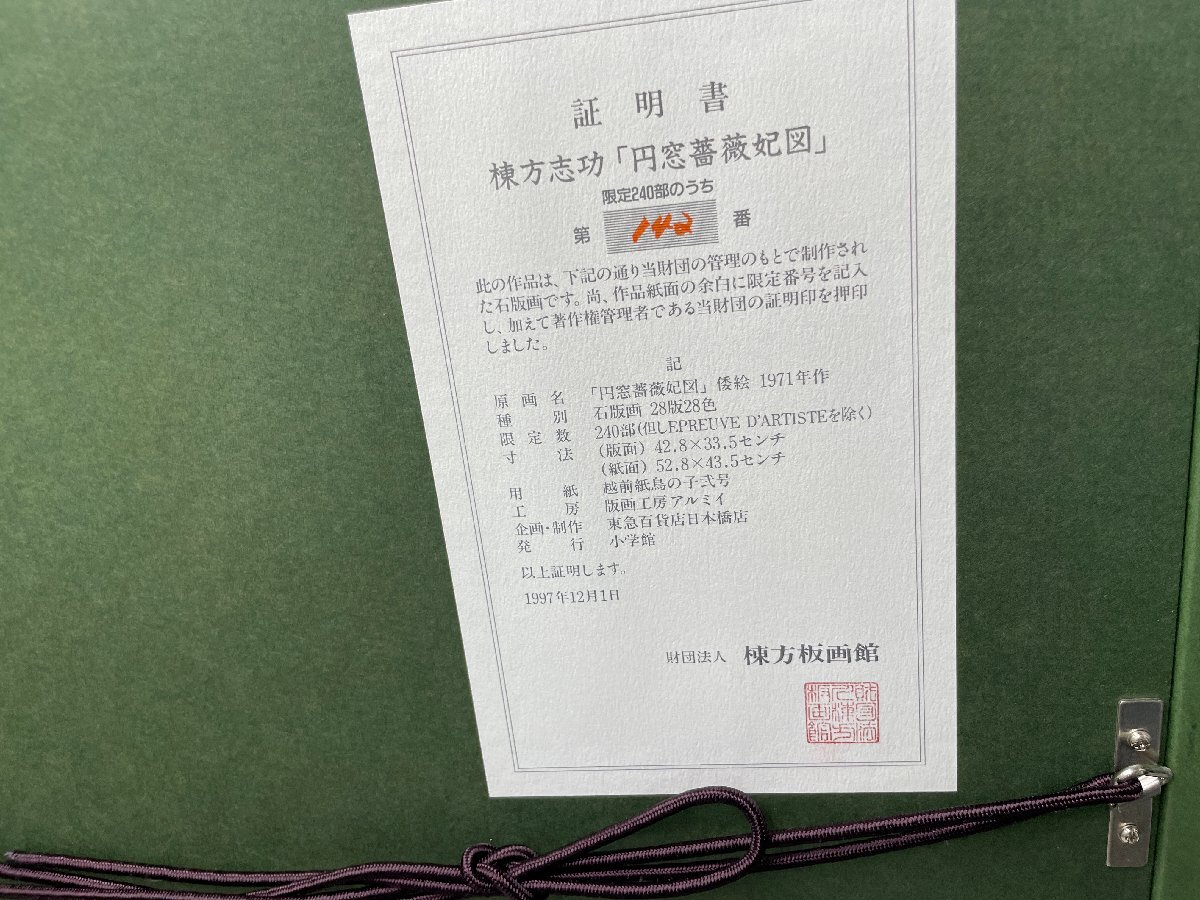 証明書
棟方志功「円窓薔薇妃図」
限定240部のうち
第 142 番
此の作品は、下記の通り当財団の管理のもとで制作され
た石版画です。尚、作品紙面の余白に限定番号を記入
し、加えて著作権管理者である当財団の証明印を押印
しました。
記
原画名 「円窓薔薇妃図」倭絵 1971年作
種別 石版画 28版28色
限定数 240部(但しEPREUVE D'ARTISTEを除く)
寸法 (版面) 42.8×33.5センチ
(紙面) 52.8×43.5センチ
用紙 越前紙鳥の子弐号
工房 版画工房アルミイ
企画・制作 東急百貨店日本橋店
発行 小学館
以上証明します。
1997年12月1日
財団法人 棟方板画館